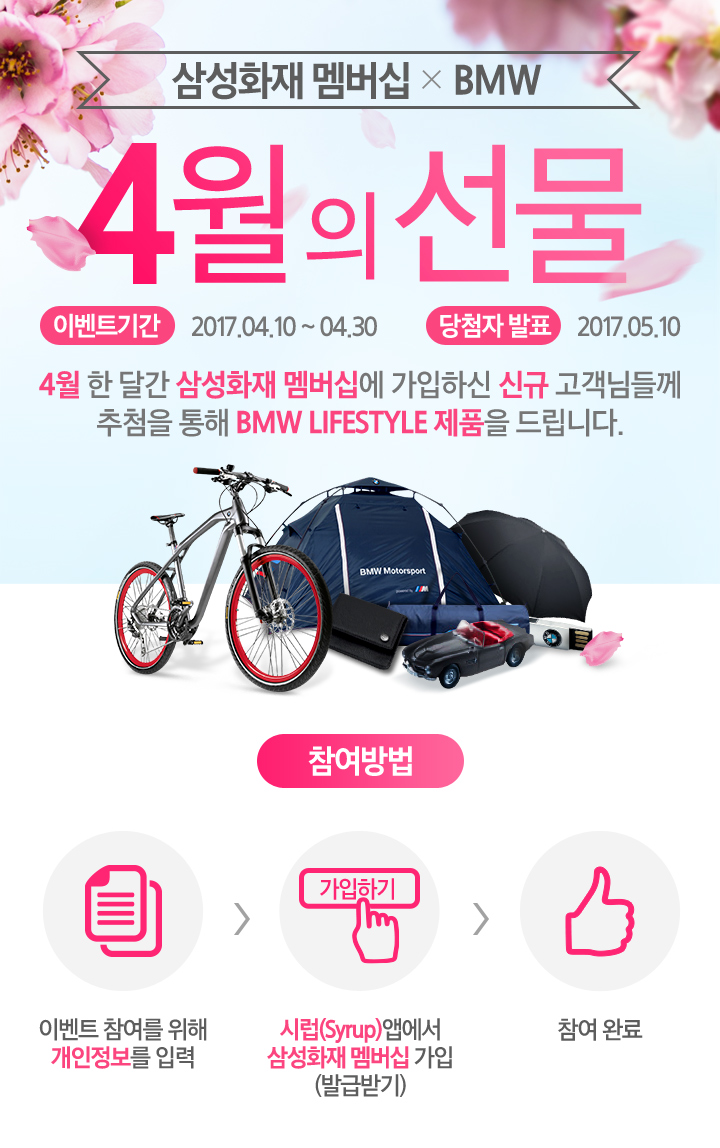 삼성화재 멤버십 × BMW
4월의 선물
이벤트기간 2017.04.10 ~ 04.30 당첨자 발표 2017.05.10
4월 한 달간 삼성화재 멤버십에 가입하신 신규 고객님들께
추첨을 통해 BMW LIFESTYLE 제품을 드립니다.
BMW Motorsport
참여방법
가입하기
이벤트 참여를 위해
개인정보를 입력
시럽(Syrup)앱에서
삼성화재 멤버십 가입
(발급받기)
참여 완료